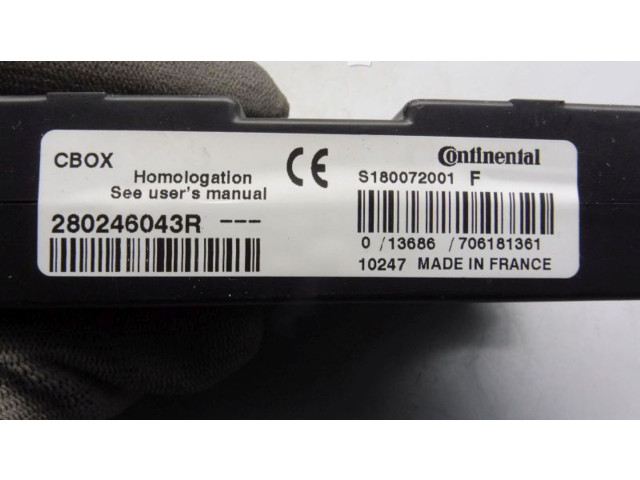 CBOX
Homologation
See user's manual
CE
280246043R ---
Continental
S180072001 F
0 /13686 /706181361
10247 MADE IN FRANCE